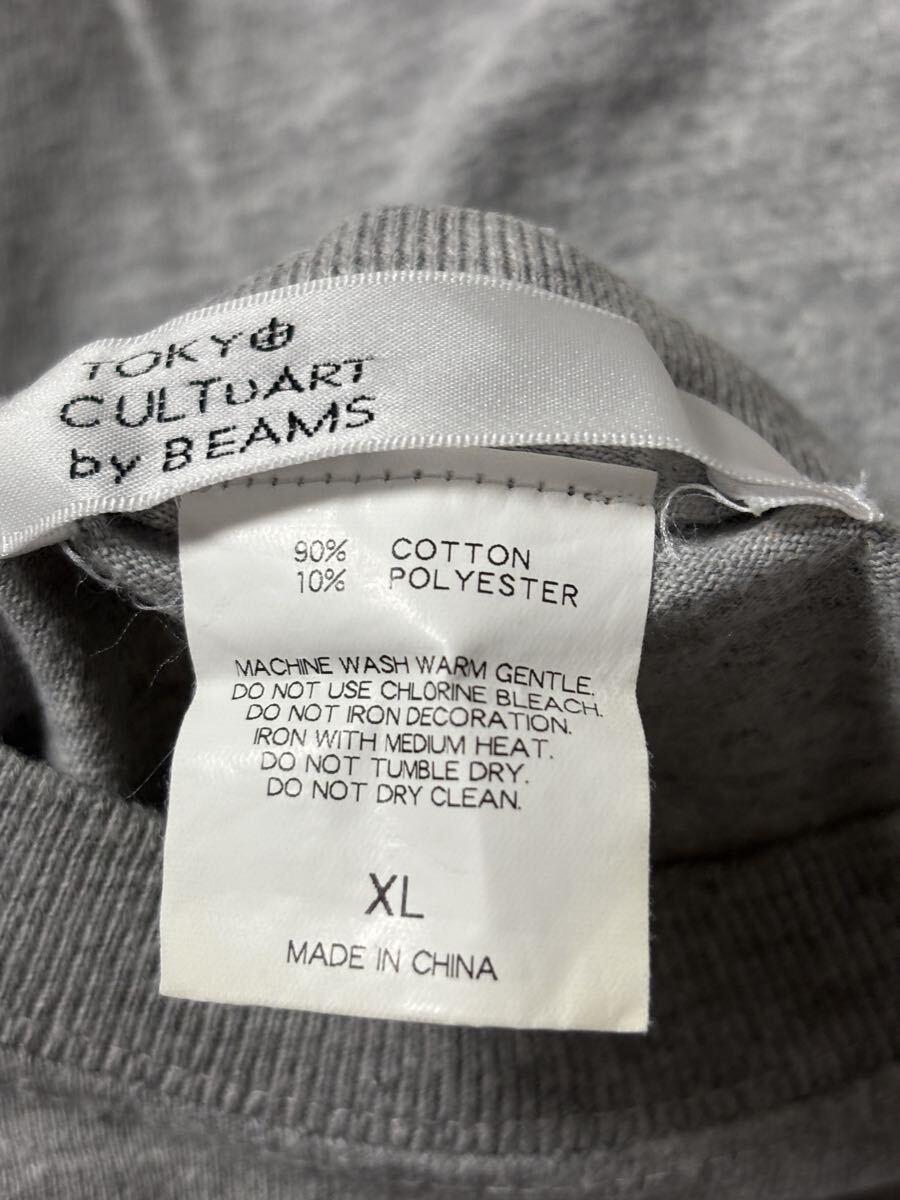 TOKYO
CULTUART
by BEAMS
90% COTTON
10% POLYESTER
MACHINE WASH WARM GENTLE.
DO NOT USE CHLORINE BLEACH.
DO NOT IRON DECORATION.
IRON WITH MEDIUM HEAT.
DO NOT TUMBLE DRY.
DO NOT DRY CLEAN.
XL
MADE IN CHINA